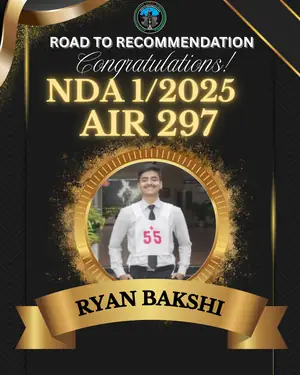 ROAD TO RECOMMENDATION
Congratulations!
NDA 1/2025
AIR 297
55
RYAN BAKSHI